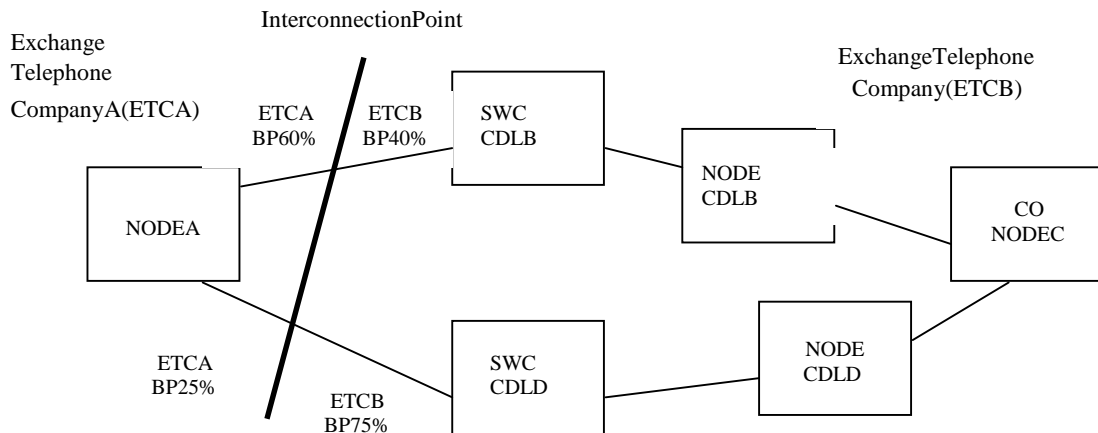 InterconnectionPoint
Exchange
Telephone
CompanyA(ETCA)
ExchangeTelephone
Company(ETCB)
ETCA
BP60%
ETCB
BP40%
SWC
CDLB
NODE
CDLB
NODEA
CO
NODEC
ETCA
BP25%
ETCB
BP75%
SWC
CDLD
NODE
CDLD